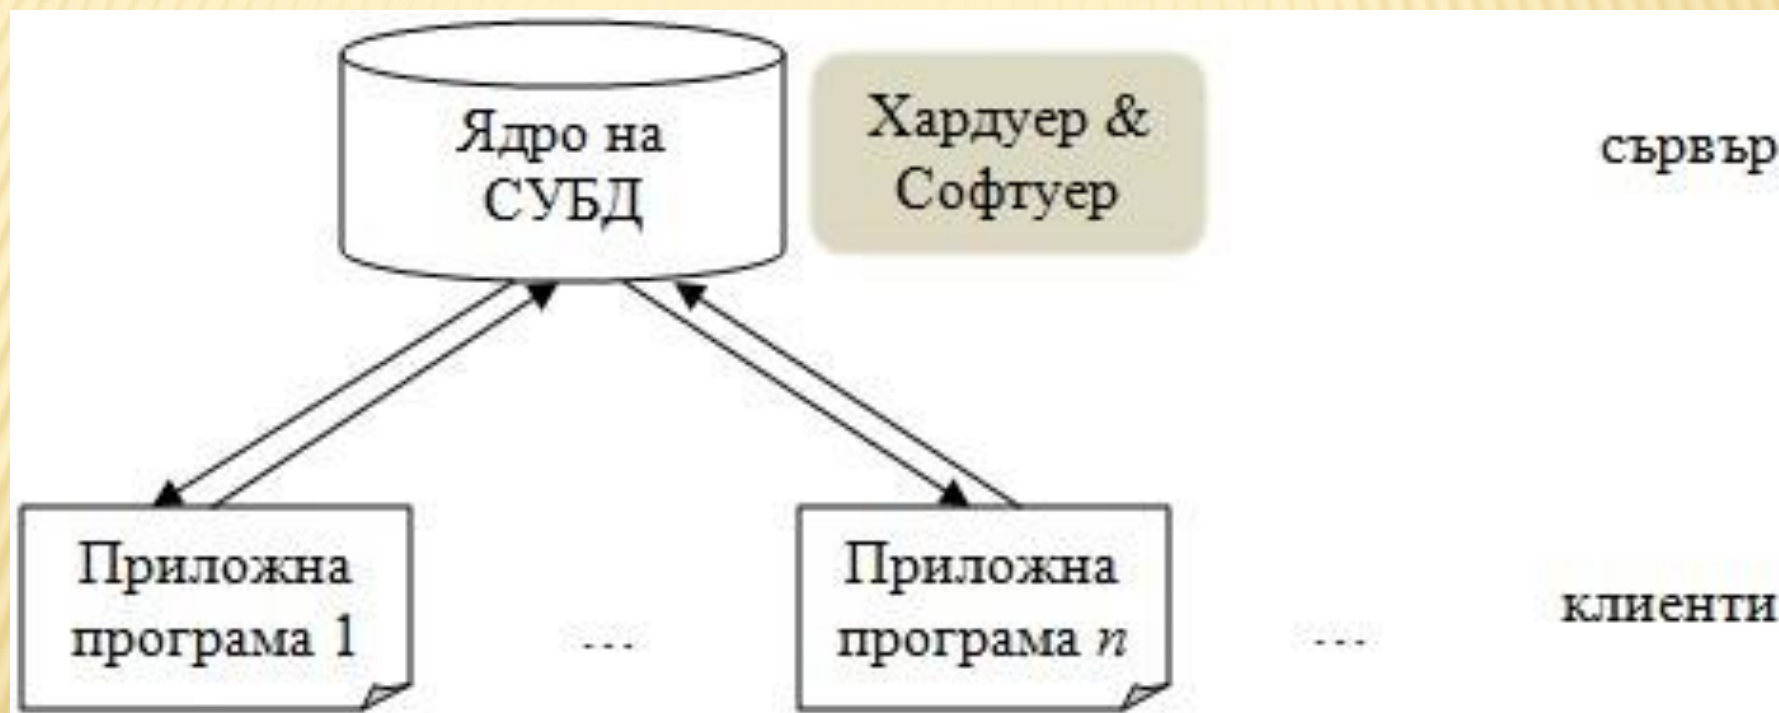 Ядро на
СУБД
Хардуер &
Софтуер
сървър
Приложна
програма 1
...
Приложна
програма n
...
клиенти